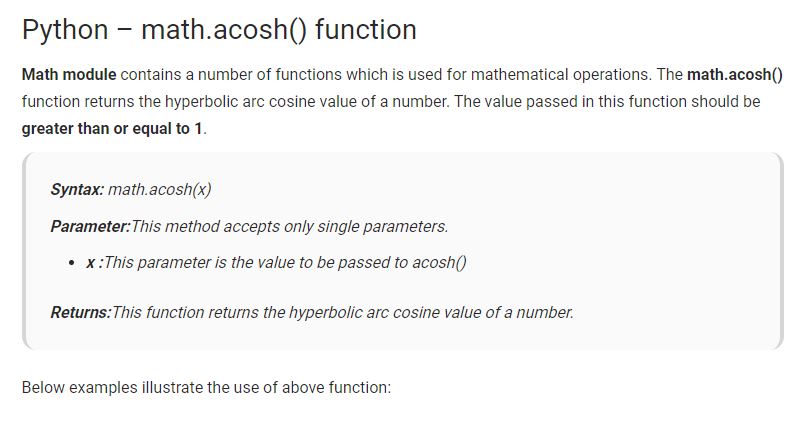 Python – math.acosh() function
Math module contains a number of functions which is used for mathematical operations. The math.acosh()
function returns the hyperbolic arc cosine value of a number. The value passed in this function should be
greater than or equal to 1.
Syntax: math.acosh(x)
Parameter:This method accepts only single parameters.
• x :This parameter is the value to be passed to acosh()
Returns:This function returns the hyperbolic arc cosine value of a number.
Below examples illustrate the use of above function: